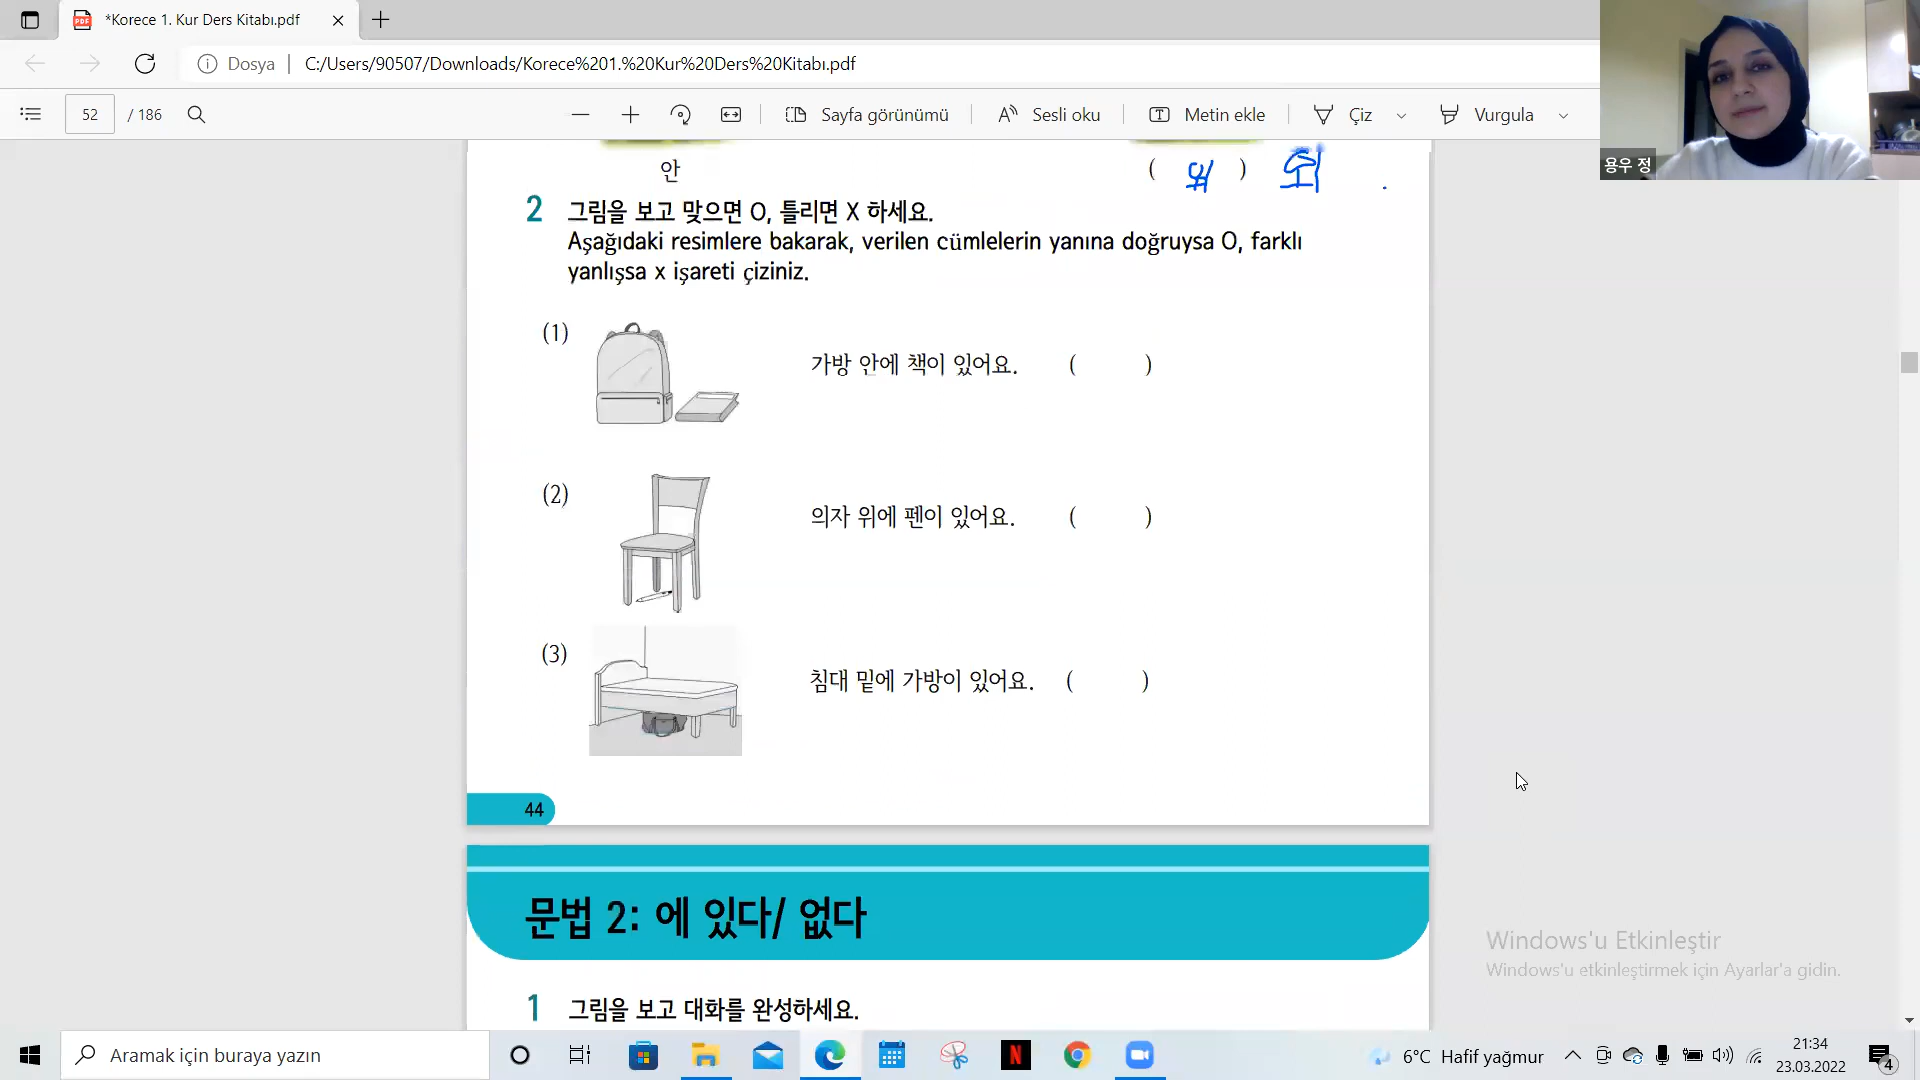 *Korece 1. Kur Ders Kitabı.pdf
Dosya | C:/Users/90507/Downloads/Korece%201.%20Kur%20Ders%20Kitabı.pdf
52 / 186 Sayfa görünümü Sesli oku Metin ekle Çiz Vurgula
용우 정
안 ( )
2 그림을 보고 맞으면 O, 틀리면 X 하세요.
Aşağıdaki resimlere bakarak, verilen cümlelerin yanına doğruysa O, farklı
yanlışsa x işareti çiziniz.
(1) 가방 안에 책이 있어요. ( )
(2) 의자 위에 펜이 있어요. ( )
(3) 침대 밑에 가방이 있어요. ( )
44
문법 2: 에 있다/ 없다
Windows'u Etkinleştir
Windows'u etkinleştirmek için Ayarlar'a gidin.
1 그림을 보고 대화를 완성하세요.
Aramak için buraya yazın
N
6°C Hafif yağmur
21:34
23.03.2022
4